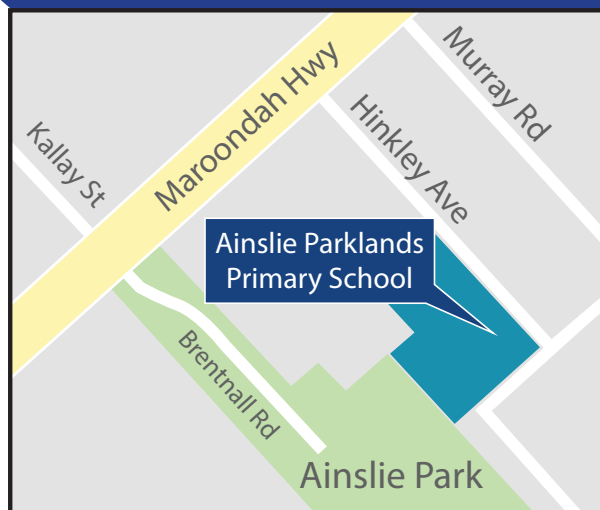 Murray Rd
Maroondah Hwy
Hinkley Ave
Kallay St
Ainslie Parklands
Primary School
Brentnall Rd
Ainslie Park